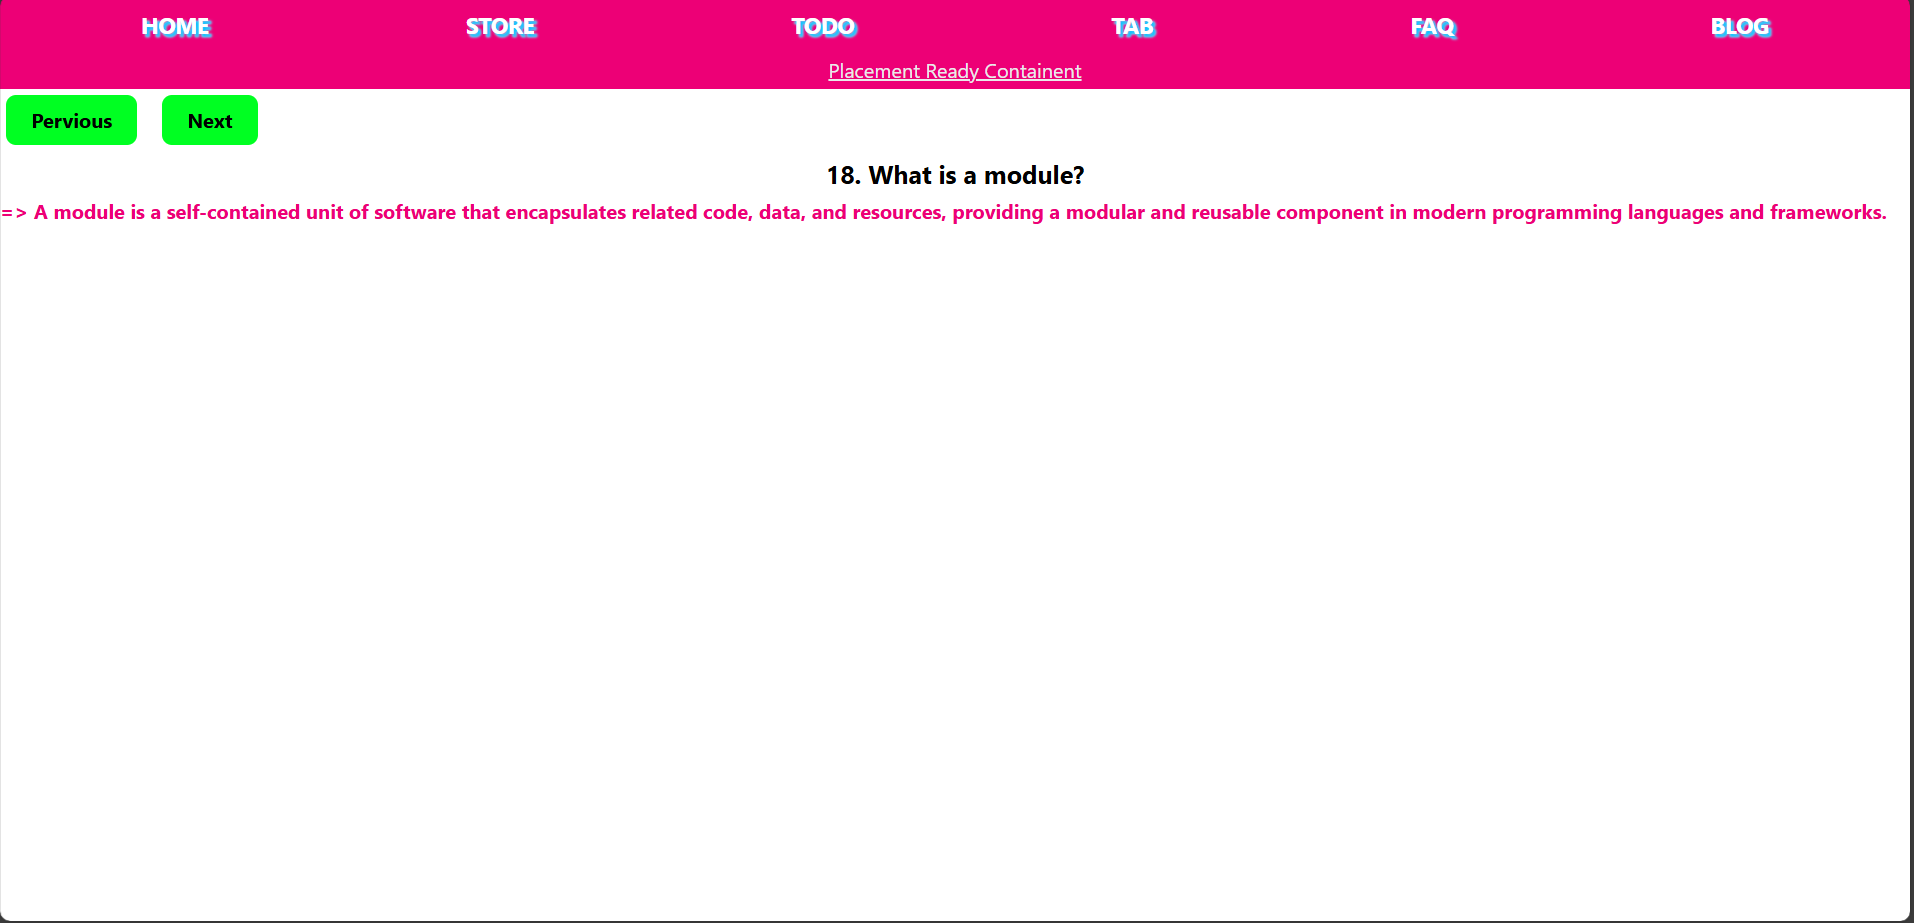 HOME STORE TODO TAB FAQ BLOG
Placement Ready Containent
Pervious Next
18. What is a module?
=> A module is a self-contained unit of software that encapsulates related code, data, and resources, providing a modular and reusable component in modern programming languages and frameworks.